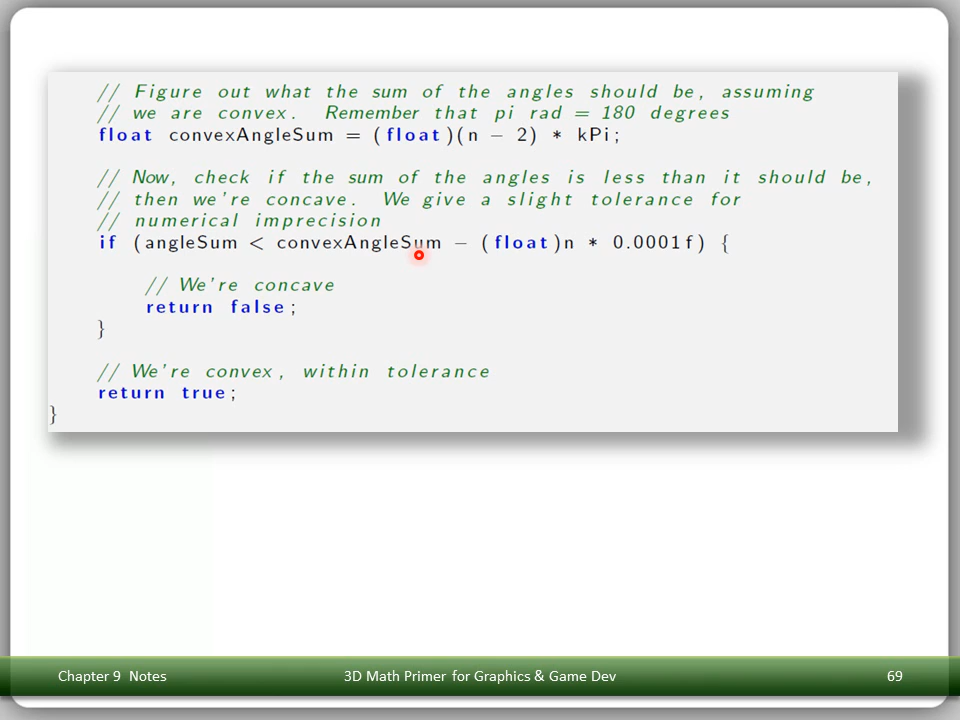 // Figure out what the sum of the angles should be, assuming
// we are convex. Remember that pi rad = 180 degrees
float convexAngleSum = (float)(n − 2) * kPi;
// Now, check if the sum of the angles is less than it should be,
// then we're concave. We give a slight tolerance for
// numerical imprecision
if (angleSum < convexAngleSum − (float)n * 0.0001f) {
// We're concave
return false;
}
// We're convex, within tolerance
return true;
}
Chapter 9 Notes
3D Math Primer for Graphics & Game Dev
69